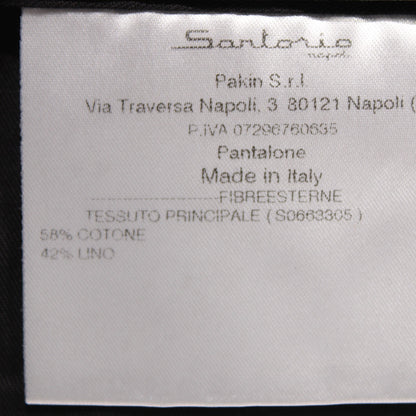 Sartorio
napoli
Pakin S.r.l.
Via Traversa Napoli, 3 80121 Napoli (
P.IVA 07296760635
Pantalone
Made in Italy
--------------------FIBREESTERNE
TESSUTO PRINCIPALE ( S0663305 )
58% COTONE
42% LINO